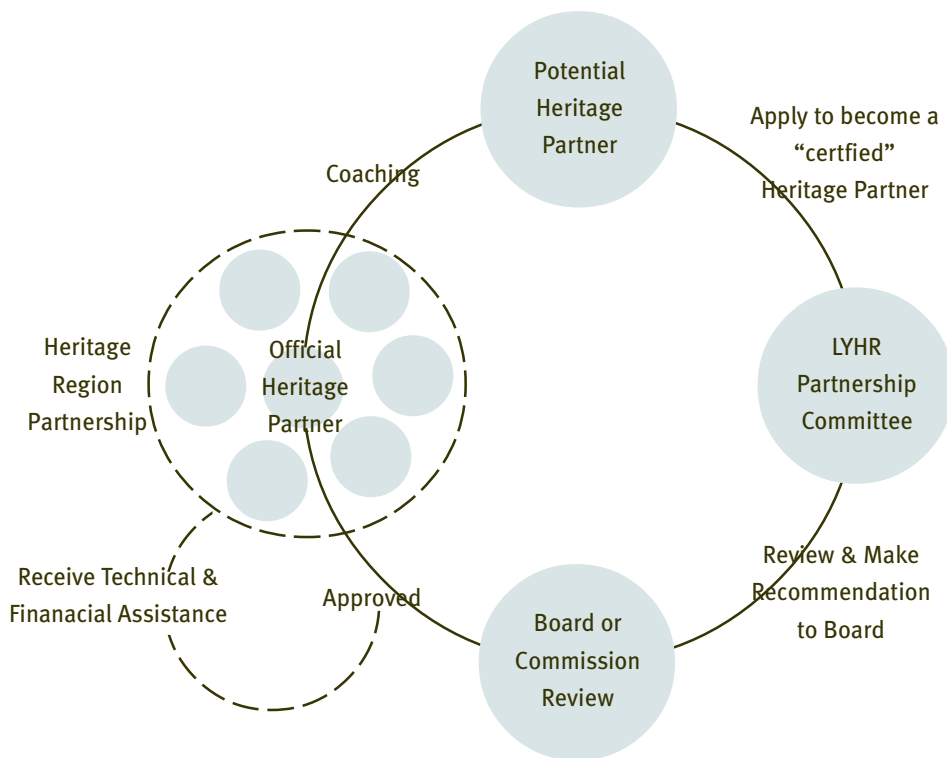 Potential
Heritage
Partner
Apply to become a
“certfied”
Heritage Partner
Coaching
LYHR
Partnership
Committee
Heritage
Region
Partnership
Official
Heritage
Partner
Review & Make
Recommendation
to Board
Receive Technical &
Finanacial Assistance
Approved
Board or
Commission
Review